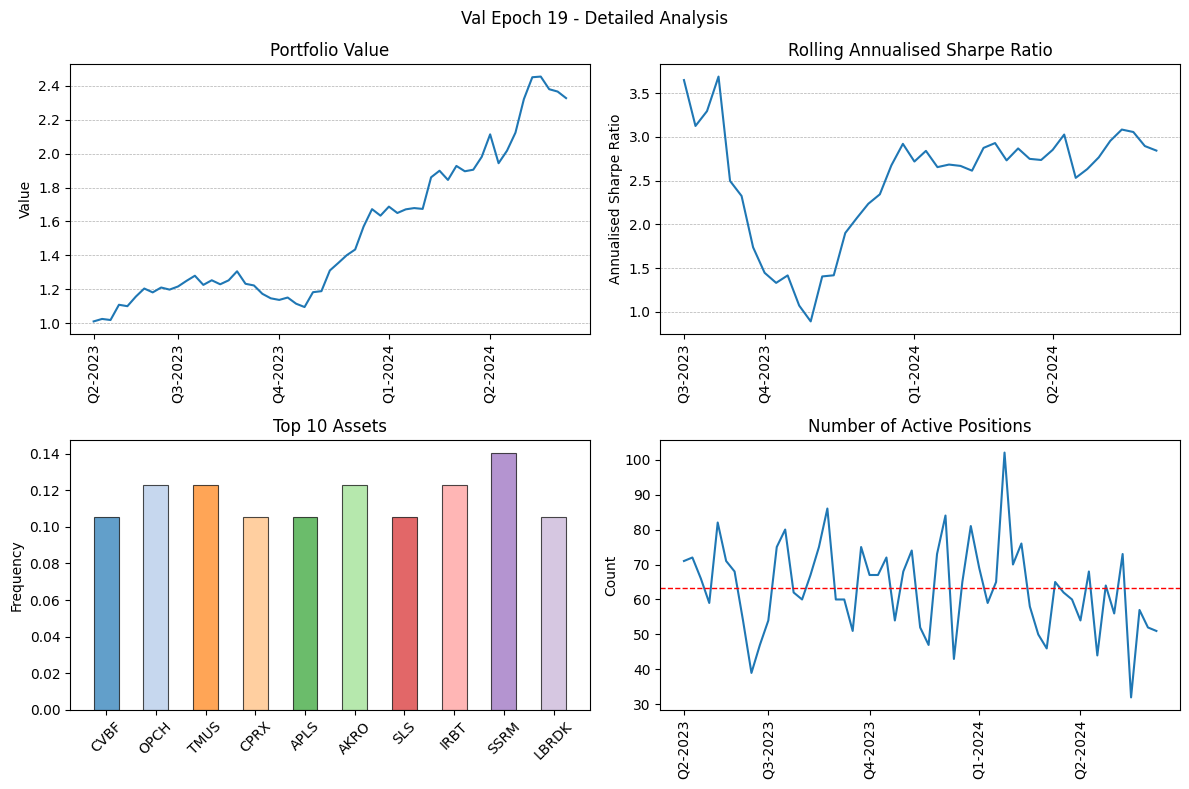 Val Epoch 19 - Detailed Analysis
Portfolio Value
Value
2.4
2.2
2.0
1.8
1.6
1.4
1.2
1.0
Q2-2023
Q3-2023
Q4-2023
Q1-2024
Q2-2024
Rolling Annualised Sharpe Ratio
Annualised Sharpe Ratio
3.5
3.0
2.5
2.0
1.5
1.0
Q3-2023
Q4-2023
Q1-2024
Q2-2024
Top 10 Assets
Frequency
0.14
0.12
0.10
0.08
0.06
0.04
0.02
0.00
CVBF
OPCH
TMUS
CPRX
APLS
AKRO
SLS
IRBT
SSRM
LBRDK
Number of Active Positions
Count
100
90
80
70
60
50
40
30
Q2-2023
Q3-2023
Q4-2023
Q1-2024
Q2-2024